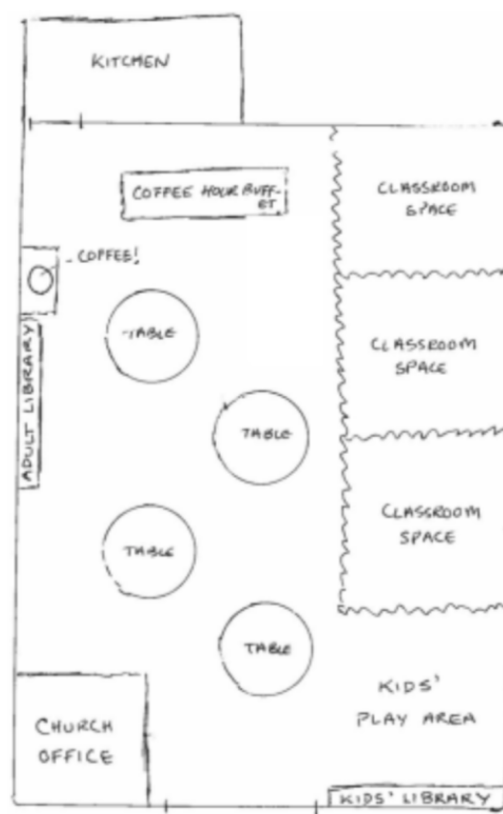 KITCHEN
COFFEE HOUR BUFF-
ET
CLASSROOM
SPACE
COFFEE!
TABLE
ADULT LIBRARY
CLASSROOM
SPACE
TABLE
CLASSROOM
SPACE
TABLE
TABLE
KIDS'
PLAY AREA
CHURCH
OFFICE
KIDS' LIBRARY